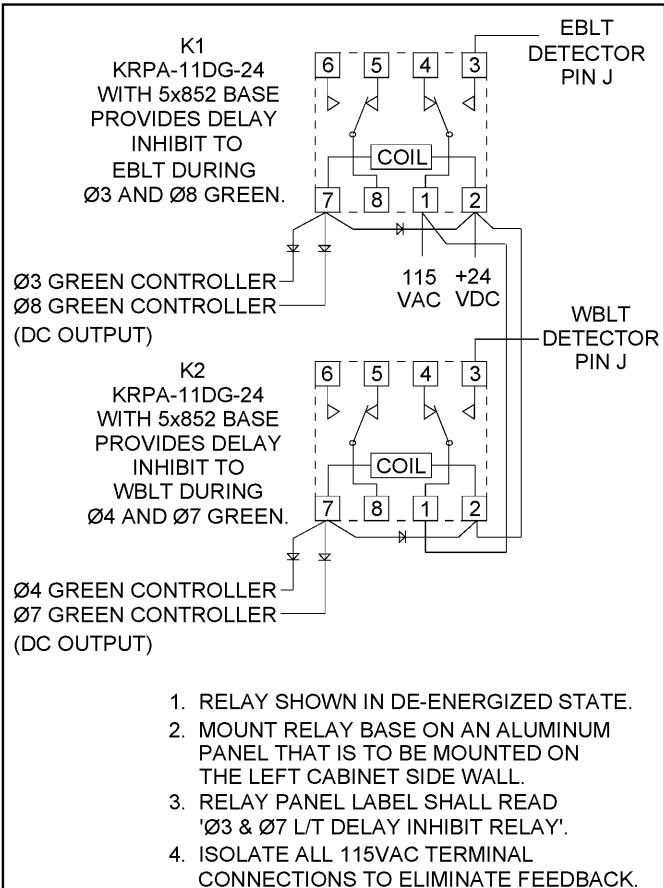 K1
KRPA-11DG-24
WITH 5x852 BASE
PROVIDES DELAY
INHIBIT TO
EBLT DURING
Ø3 AND Ø8 GREEN.
6 5 4 3
COIL
7 8 1 2
EBLT
DETECTOR
PIN J
115
VAC
+24
VDC
Ø3 GREEN CONTROLLER
Ø8 GREEN CONTROLLER
(DC OUTPUT)
K2
KRPA-11DG-24
WITH 5x852 BASE
PROVIDES DELAY
INHIBIT TO
WBLT DURING
Ø4 AND Ø7 GREEN.
6 5 4 3
COIL
7 8 1 2
WBLT
DETECTOR
PIN J
Ø4 GREEN CONTROLLER
Ø7 GREEN CONTROLLER
(DC OUTPUT)
1. RELAY SHOWN IN DE-ENERGIZED STATE.
2. MOUNT RELAY BASE ON AN ALUMINUM
PANEL THAT IS TO BE MOUNTED ON
THE LEFT CABINET SIDE WALL.
3. RELAY PANEL LABEL SHALL READ
'Ø3 & Ø7 L/T DELAY INHIBIT RELAY'.
4. ISOLATE ALL 115VAC TERMINAL
CONNECTIONS TO ELIMINATE FEEDBACK.